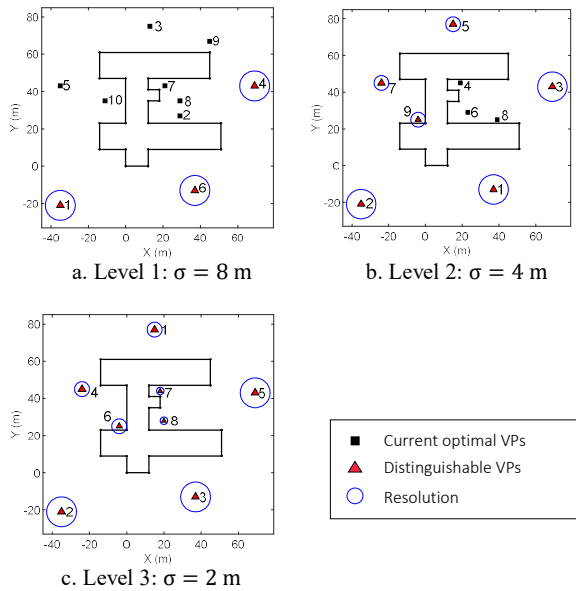 80
60
40
20
0
-20
Y (m)
3
9
5
4
7
10
8
2
1
6
-40 -20 0 20 40 60
X (m)
a. Level 1: σ = 8 m
80
60
40
20
C
-20
Y (m)
5
7
4
3
9
6
8
1
2
-40 -20 0 20 40 60
X (m)
b. Level 2: σ = 4 m
80
60
40
20
0
-20
Y (m)
1
4
7
5
6
8
3
2
-40 -20 0 20 40 60
X (m)
c. Level 3: σ = 2 m
Current optimal VPs
Distinguishable VPs
Resolution